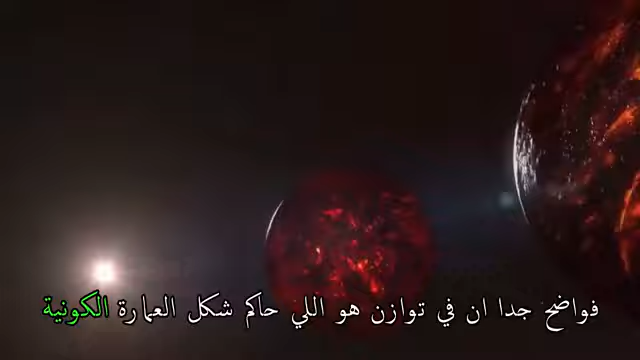 فواضح جدا ان في توازن هو اللي حاكم شكل العمارة الكونية